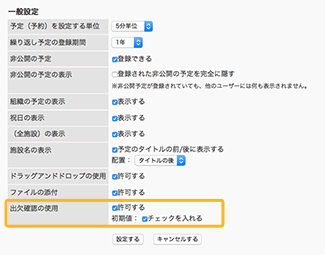 一般設定
予定（予約）を設定する単位 5分単位
繰り返し予定の登録期間 1年
非公開の予定 登録できる
非公開の予定の表示 登録された非公開の予定を完全に隠す
※非公開予定が登録されていても、他のユーザーには何も表示されません。
組織の予定の表示 表示する
祝日の表示 表示する
（全施設）の表示 表示する
施設名の表示 予定のタイトルの前/後に表示する
配置： タイトルの後
ドラッグアンドドロップの使用 許可する
ファイルの添付 許可する
出欠確認の使用 許可する
初期値： チェックを入れる
設定する キャンセルする